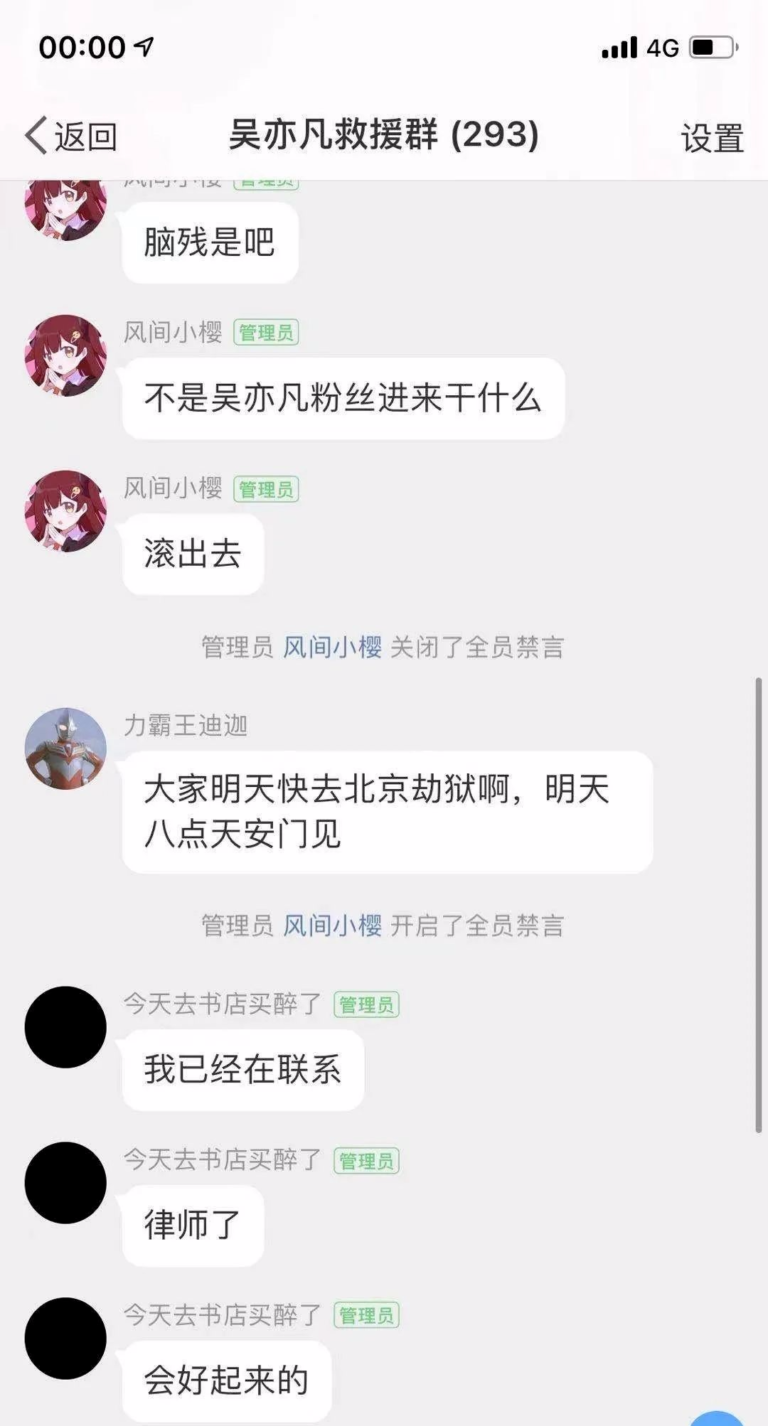 00:00
4G
返回
吴亦凡救援群 (293)
设置
风间小樱 管理员
脑残是吧
风间小樱 管理员
不是吴亦凡粉丝进来干什么
风间小樱 管理员
滚出去
管理员 风间小樱 关闭了全员禁言
力霸王迪迦
大家明天快去北京劫狱啊，明天
八点天安门见
管理员 风间小樱 开启了全员禁言
今天去书店买醉了 管理员
我已经在联系
今天去书店买醉了 管理员
律师了
今天去书店买醉了 管理员
会好起来的